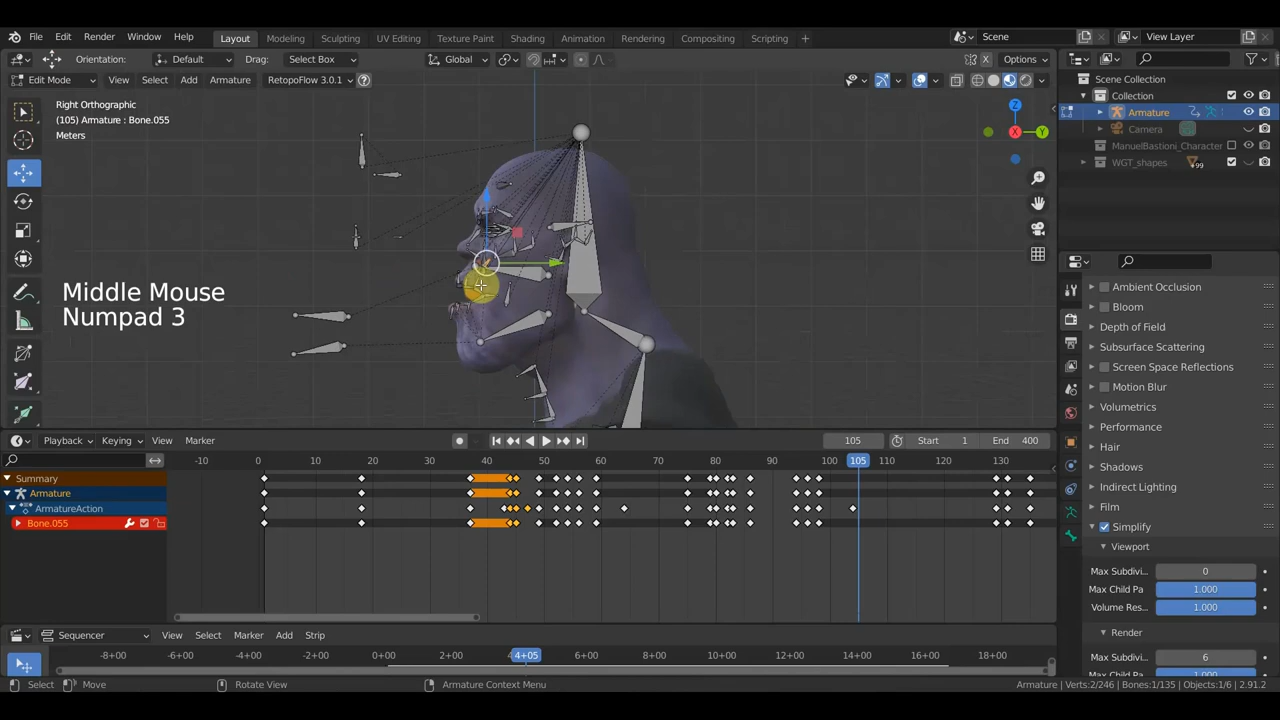 File Edit Render Window Help Layout Modeling Sculpting UV Editing Texture Paint Shading Animation Rendering Compositing Scripting + Scene View Layer
Orientation: Default Drag: Select Box Global X Options
Edit Mode View Select Add Armature RetopoFlow 3.0.1
Right Orthographic
(105) Armature : Bone.055
Meters
Z
X
Y
Middle Mouse
Numpad 3
Scene Collection
Collection
Armature
Camera
ManuelBastioni_Character
WGT_shapes 99
Ambient Occlusion
Bloom
Depth of Field
Subsurface Scattering
Screen Space Reflections
Motion Blur
Volumetrics
Performance
Hair
Shadows
Indirect Lighting
Film
Simplify
Viewport
Max Subdivi... 0
Max Child Pa 1.000
Volume Res... 1.000
Render
Max Subdivi... 6
Max Child Pa 1.000
Playback Keying View Marker 105 Start 1 End 400
-10 0 10 20 30 40 50 60 70 80 90 100 105 110 120 130
Summary
Armature
ArmatureAction
Bone.055
Sequencer View Select Marker Add Strip
-8+00 -6+00 -4+00 -2+00 0+00 2+00 4+05 6+00 8+00 10+00 12+00 14+00 16+00 18+00
Select Move Rotate View Armature Context Menu Armature | Verts:2/246 | Bones:1/135 | Objects:1/6 | 2.91.2